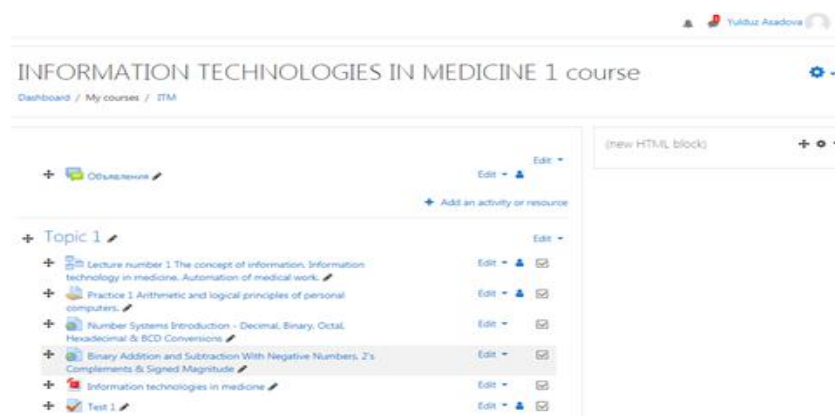 Yulduz Asadova
INFORMATION TECHNOLOGIES IN MEDICINE 1 course
Dashboard / My courses / ITM
(new HTML block)
Edit
Объявления
Edit
Add an activity or resource
Topic 1
Edit
Lecture number 1 The concept of information. Information
technology in medicine. Automation of medical work.
Edit
Practice 1 Arithmetic and logical principles of personal
computers.
Edit
Number Systems Introduction - Decimal, Binary, Octal,
Hexadecimal & BCD Conversions
Edit
Binary Addition and Subtraction With Negative Numbers, 2's
Complements & Signed Magnitude
Edit
Information technologies in medicine
Edit
Test 1
Edit